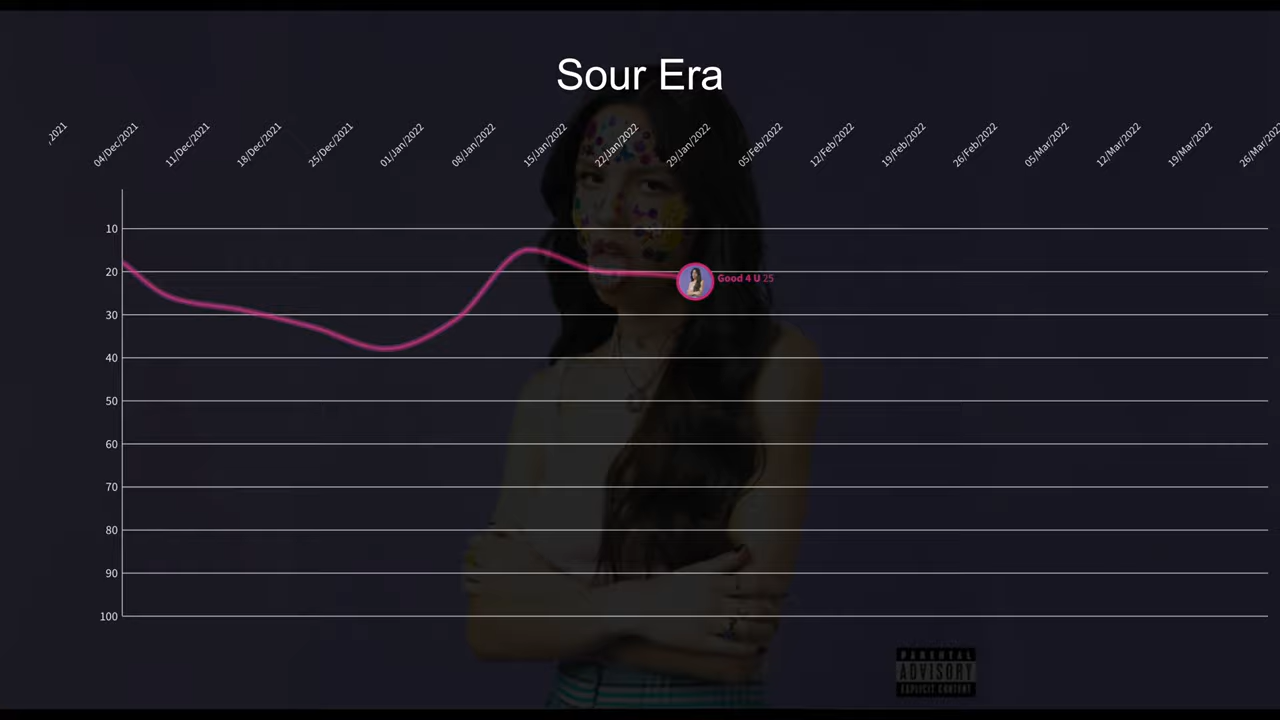 Sour Era
/2021
04/Dec/2021
11/Dec/2021
18/Dec/2021
25/Dec/2021
01/Jan/2022
08/Jan/2022
15/Jan/2022
22/Jan/2022
29/Jan/2022
05/Feb/2022
12/Feb/2022
19/Feb/2022
26/Feb/2022
05/Mar/2022
12/Mar/2022
19/Mar/2022
26/Mar/2022
10
20
Good 4 U 25
30
40
50
60
70
80
90
100
PARENTAL
ADVISORY
EXPLICIT CONTENT